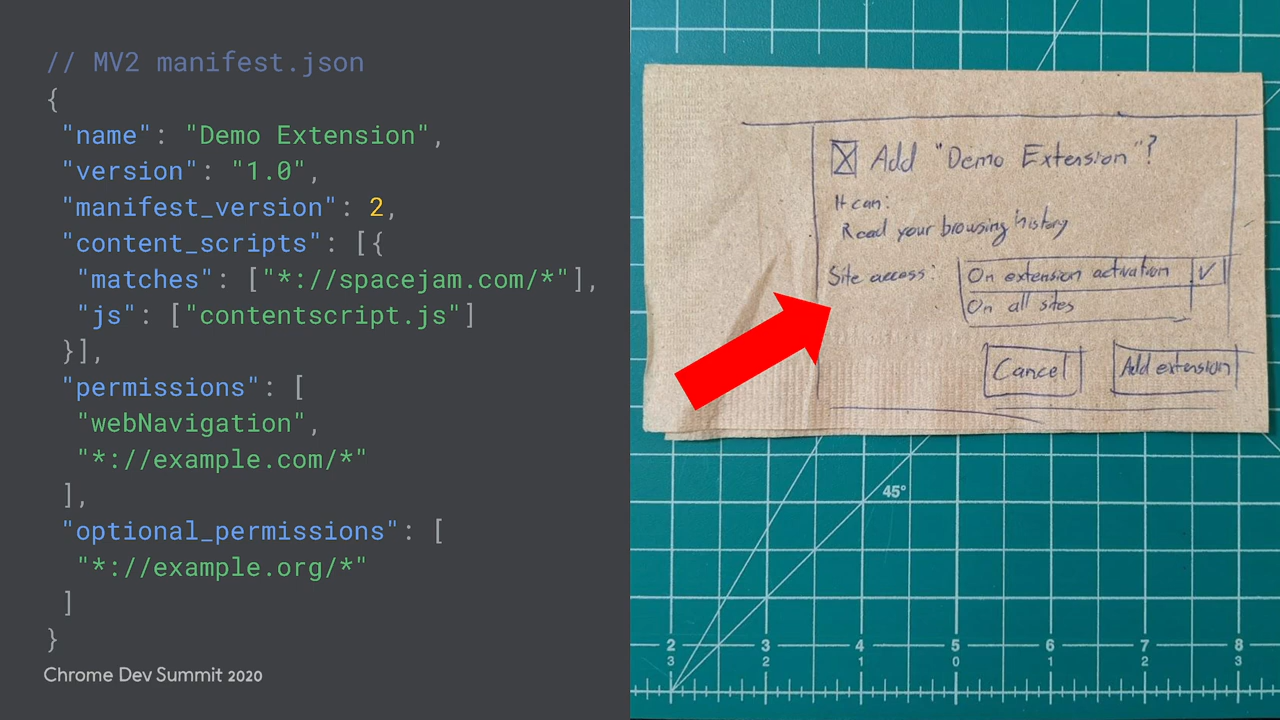 // MV2 manifest.json
{
"name": "Demo Extension",
"version": "1.0",
"manifest_version": 2,
"content_scripts": [{
"matches": ["*://spacejam.com/*"],
"js": ["contentscript.js"]
}],
"permissions": [
"webNavigation",
"*://example.com/*"
],
"optional_permissions": [
"*://example.org/*"
]
}
Chrome Dev Summit 2020
Add "Demo Extension"?
It can:
Read your browsing history
Site access:
On extension activation
On all sites
Cancel
Add extension
45°
2 3 4 5 6 7 8
3 2 1 0 1 2 3